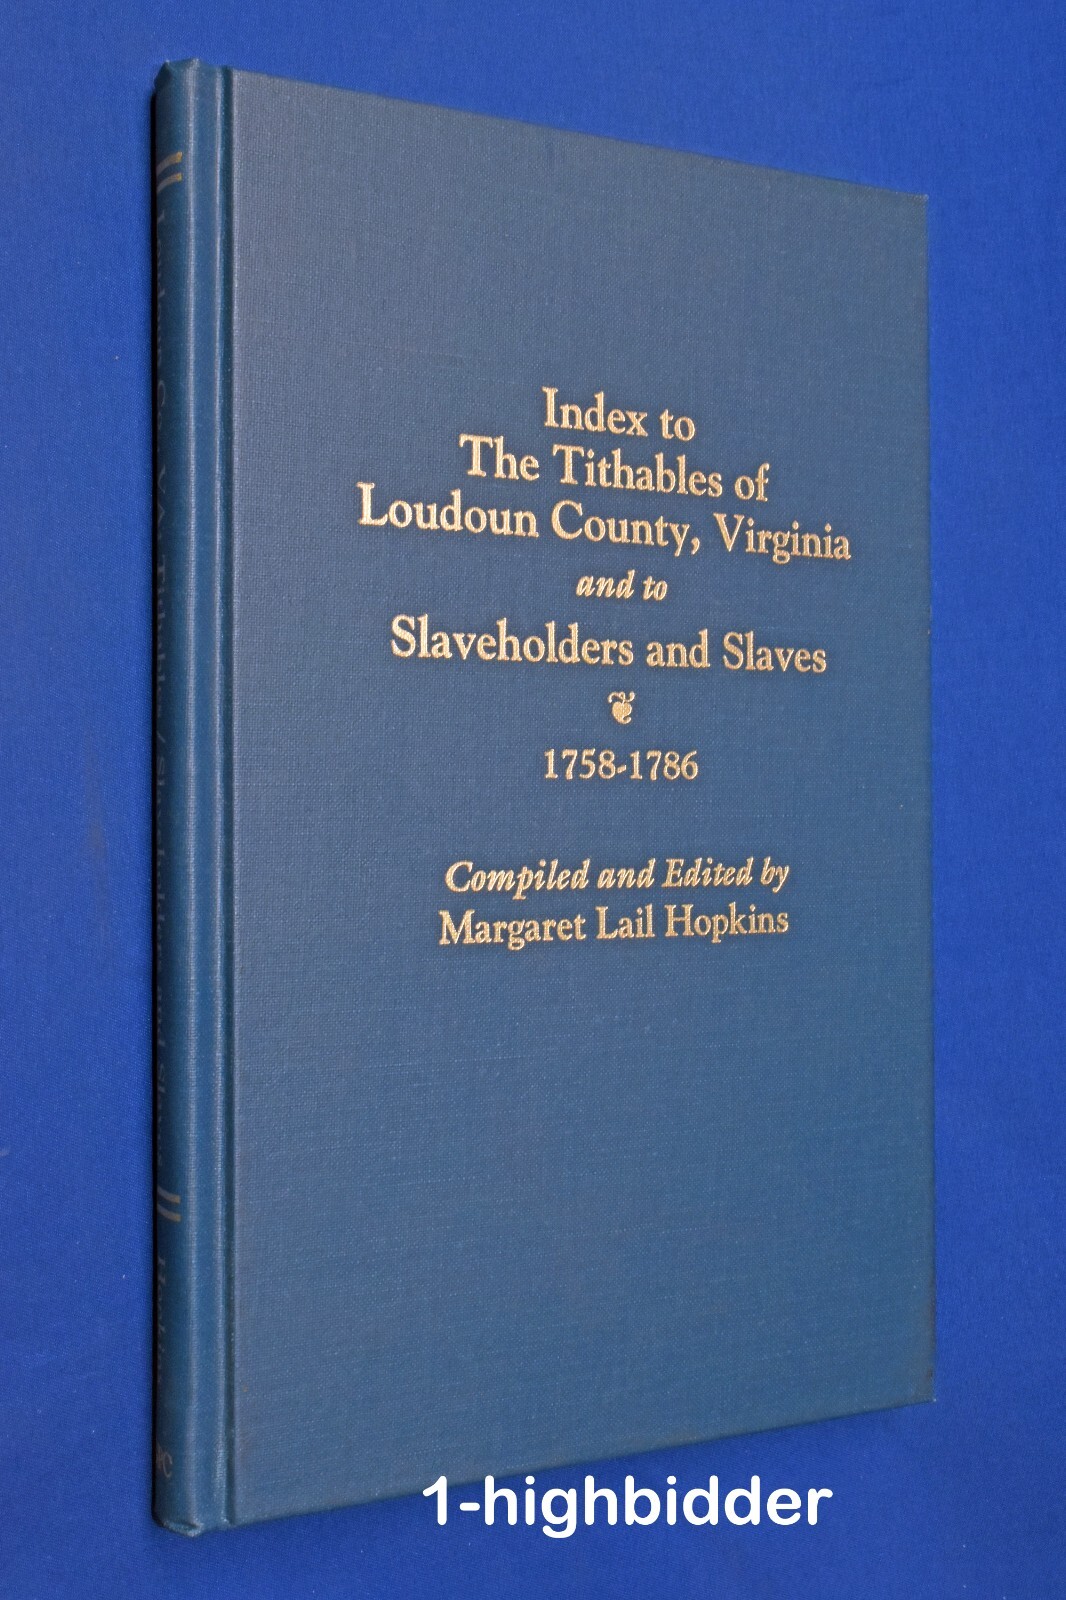 Index to
The Tithables of
Loudoun County, Virginia
and to
Slaveholders and Slaves
1758-1786
Compiled and Edited by
Margaret Lail Hopkins
1-highbidder